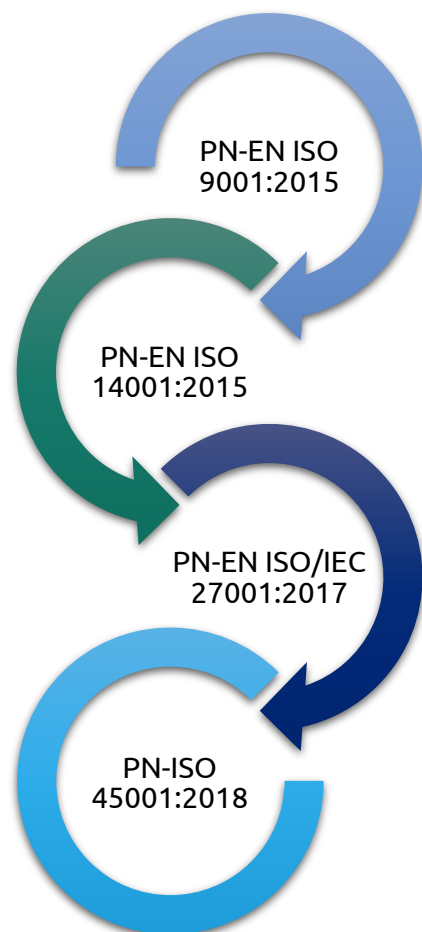 PN-EN ISO
9001:2015
PN-EN ISO
14001:2015
PN-EN ISO/IEC
27001:2017
PN-ISO
45001:2018